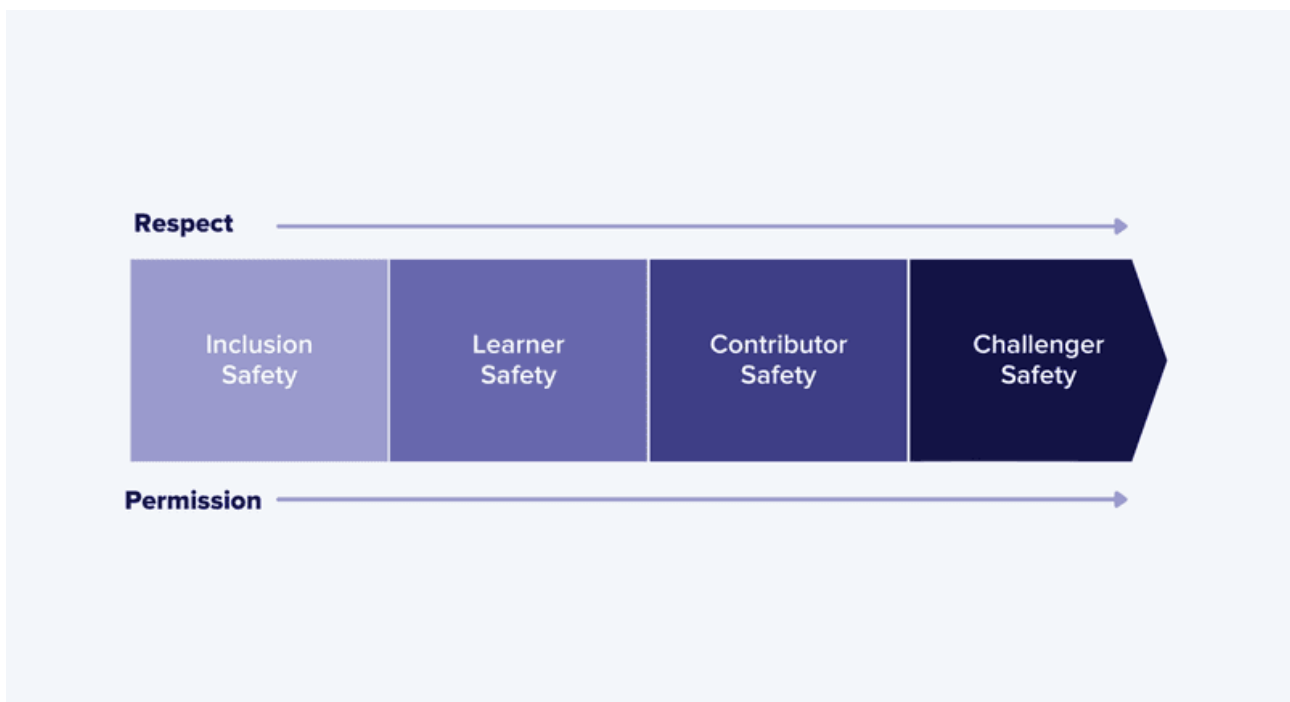 Respect
Inclusion
Safety
Learner
Safety
Contributor
Safety
Challenger
Safety
Permission